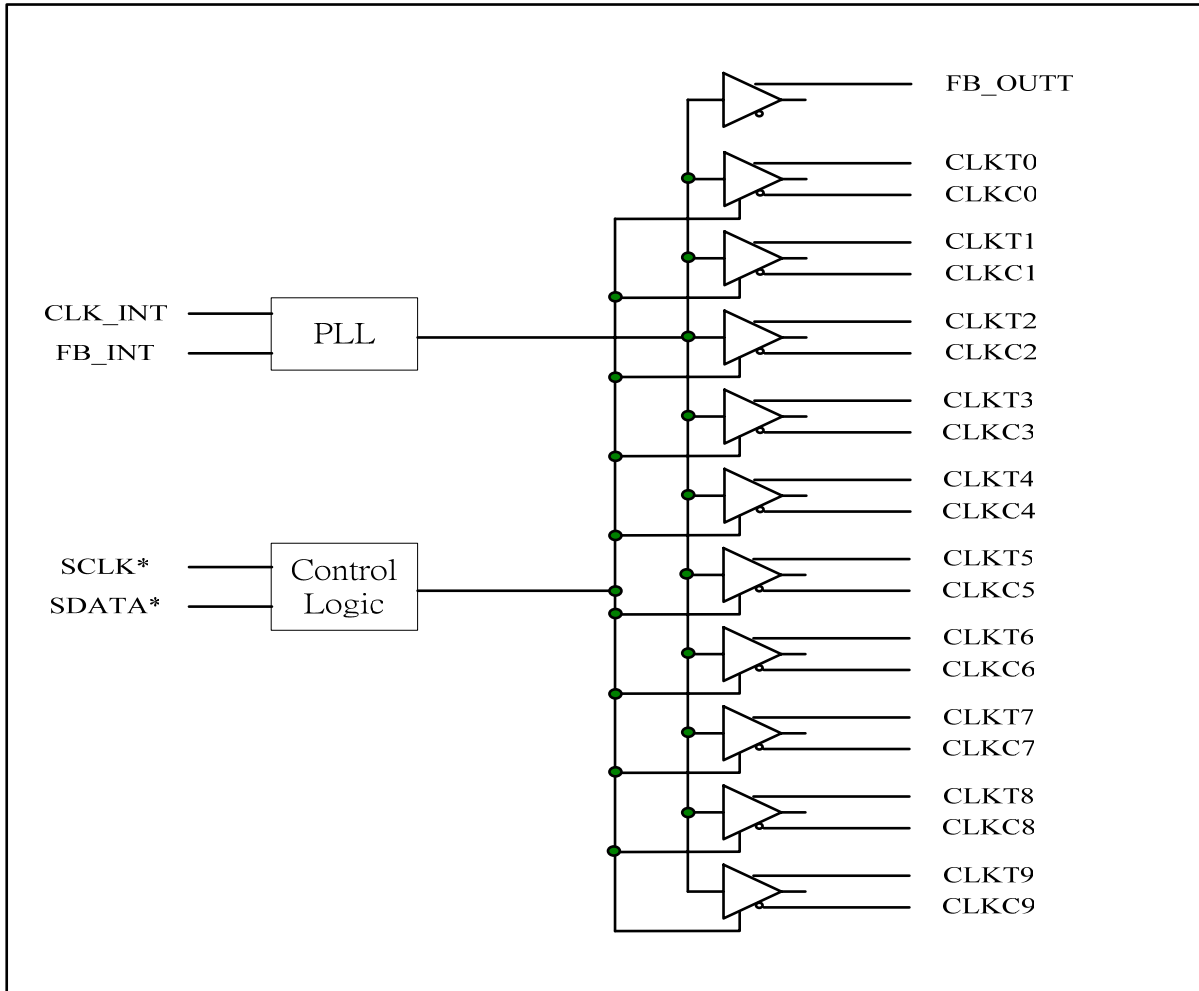 FB_OUTT
CLKT0
CLKC0
CLKT1
CLKC1
CLK_INT
FB_INT
PLL
CLKT2
CLKC2
CLKT3
CLKC3
CLKT4
CLKC4
SCLK*
SDATA*
Control
Logic
CLKT5
CLKC5
CLKT6
CLKC6
CLKT7
CLKC7
CLKT8
CLKC8
CLKT9
CLKC9